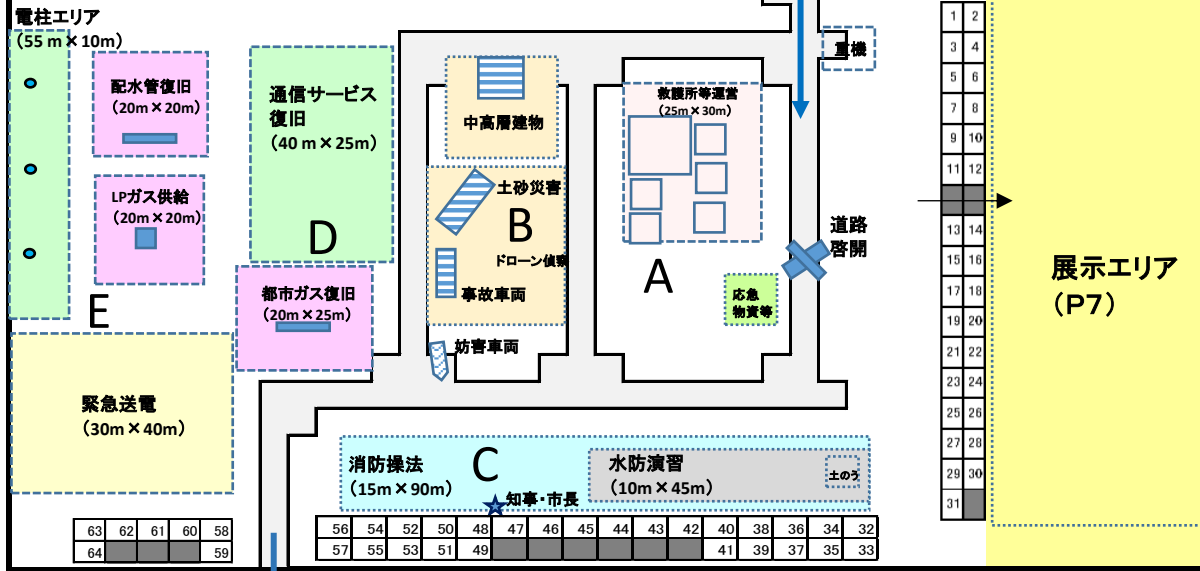 電柱エリア
（55 m×10m）
配水管復旧
（20m×20m）
LPガス供給
（20m×20m）
E
通信サービス
復旧
（40 m×25m）
D
都市ガス復旧
（20m×25m）
緊急送電
（30m×40m）
中高層建物
土砂災害
B
ドローン偵察
事故車両
妨害車両
救護所等運営
（25m×30m）
A
応急
物資等
重機
道路
啓開
展示エリア
（P7）
消防操法
（15m×90m）
C
水防演習
（10m×45m）
土のう
知事・市長
1 2
3 4
5 6
7 8
9 10
11 12
13 14
15 16
17 18
19 20
21 22
23 24
25 26
27 28
29 30
31
63 62 61 60 58
64 59
56 54 52 50 48 47 46 45 44 43 42 40 38 36 34 32
57 55 53 51 49 41 39 37 35 33